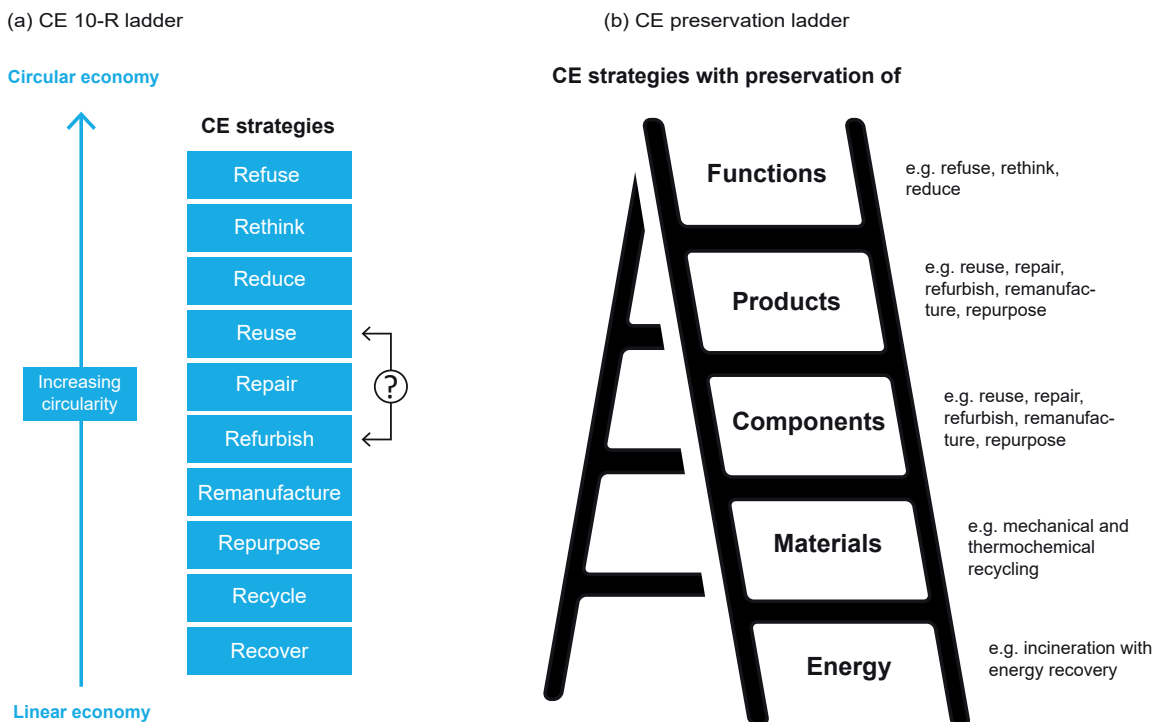 (a) CE 10-R ladder
Circular economy
CE strategies
Refuse
Rethink
Reduce
Reuse
Repair
Refurbish
Remanufacture
Repurpose
Recycle
Recover
Increasing
circularity
?
Linear economy
(b) CE preservation ladder
CE strategies with preservation of
Functions
e.g. refuse, rethink,
reduce
Products
e.g. reuse, repair,
refurbish, remanufac-
ture, repurpose
Components
e.g. reuse, repair,
refurbish, remanufac-
ture, repurpose
Materials
e.g. mechanical and
thermochemical
recycling
Energy
e.g. incineration with
energy recovery